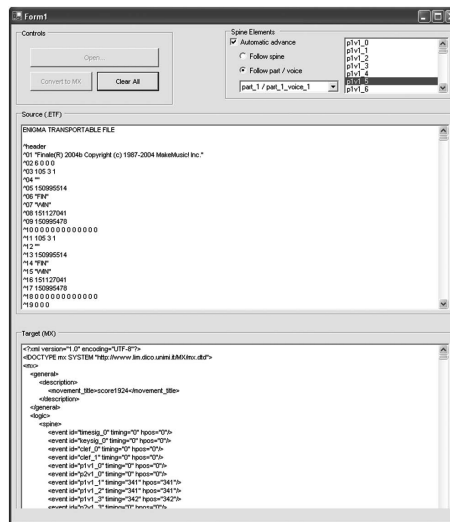 Form1
Controls
Open...
Convert to MX
Clear All
Spine Elements
Automatic advance
Follow spine
Follow part / voice
part_1 / part_1_voice_1
p1v1_0
p1v1_1
p1v1_2
p1v1_3
p1v1_4
p1v1_5
p1v1_6
Source (.ETF)
ENIGMA TRANSPORTABLE FILE
^header
^01 "Finale(R) 2004b Copyright (c) 1987-2004 MakeMusic! Inc."
^02 6 0 0 0
^03 105 3 1
^04 ""
^05 150995514
^06 "FIN"
^07 "WIN"
^08 151127041
^09 150995478
^10 0 0 0 0 0 0 0 0 0 0 0 0 0
^11 105 3 1
^12 ""
^13 150995514
^14 "FIN"
^15 "WIN"
^16 151127041
^17 150995478
^18 0 0 0 0 0 0 0 0 0 0 0 0 0
^19 0 0 0
Target (MX)
<?xml version="1.0" encoding="UTF-8"?>
<!DOCTYPE mx SYSTEM "http://www.lim.dico.unimi.it/MX/mx.dtd">
<mx>
<general>
<description>
<movement_title>score1924</movement_title>
</description>
</general>
<logic>
<spine>
<event id="timesig_0" timing="0" hpos="0"/>
<event id="keysig_0" timing="0" hpos="0"/>
<event id="clef_0" timing="0" hpos="0"/>
<event id="clef_1" timing="0" hpos="0"/>
<event id="p1v1_0" timing="0" hpos="0"/>
<event id="p2v1_0" timing="0" hpos="0"/>
<event id="p1v1_1" timing="341" hpos="341"/>
<event id="p1v1_2" timing="341" hpos="341"/>
<event id="p1v1_3" timing="342" hpos="342"/>
<event id="p2v1_3" timing="0" hpos="0"/>